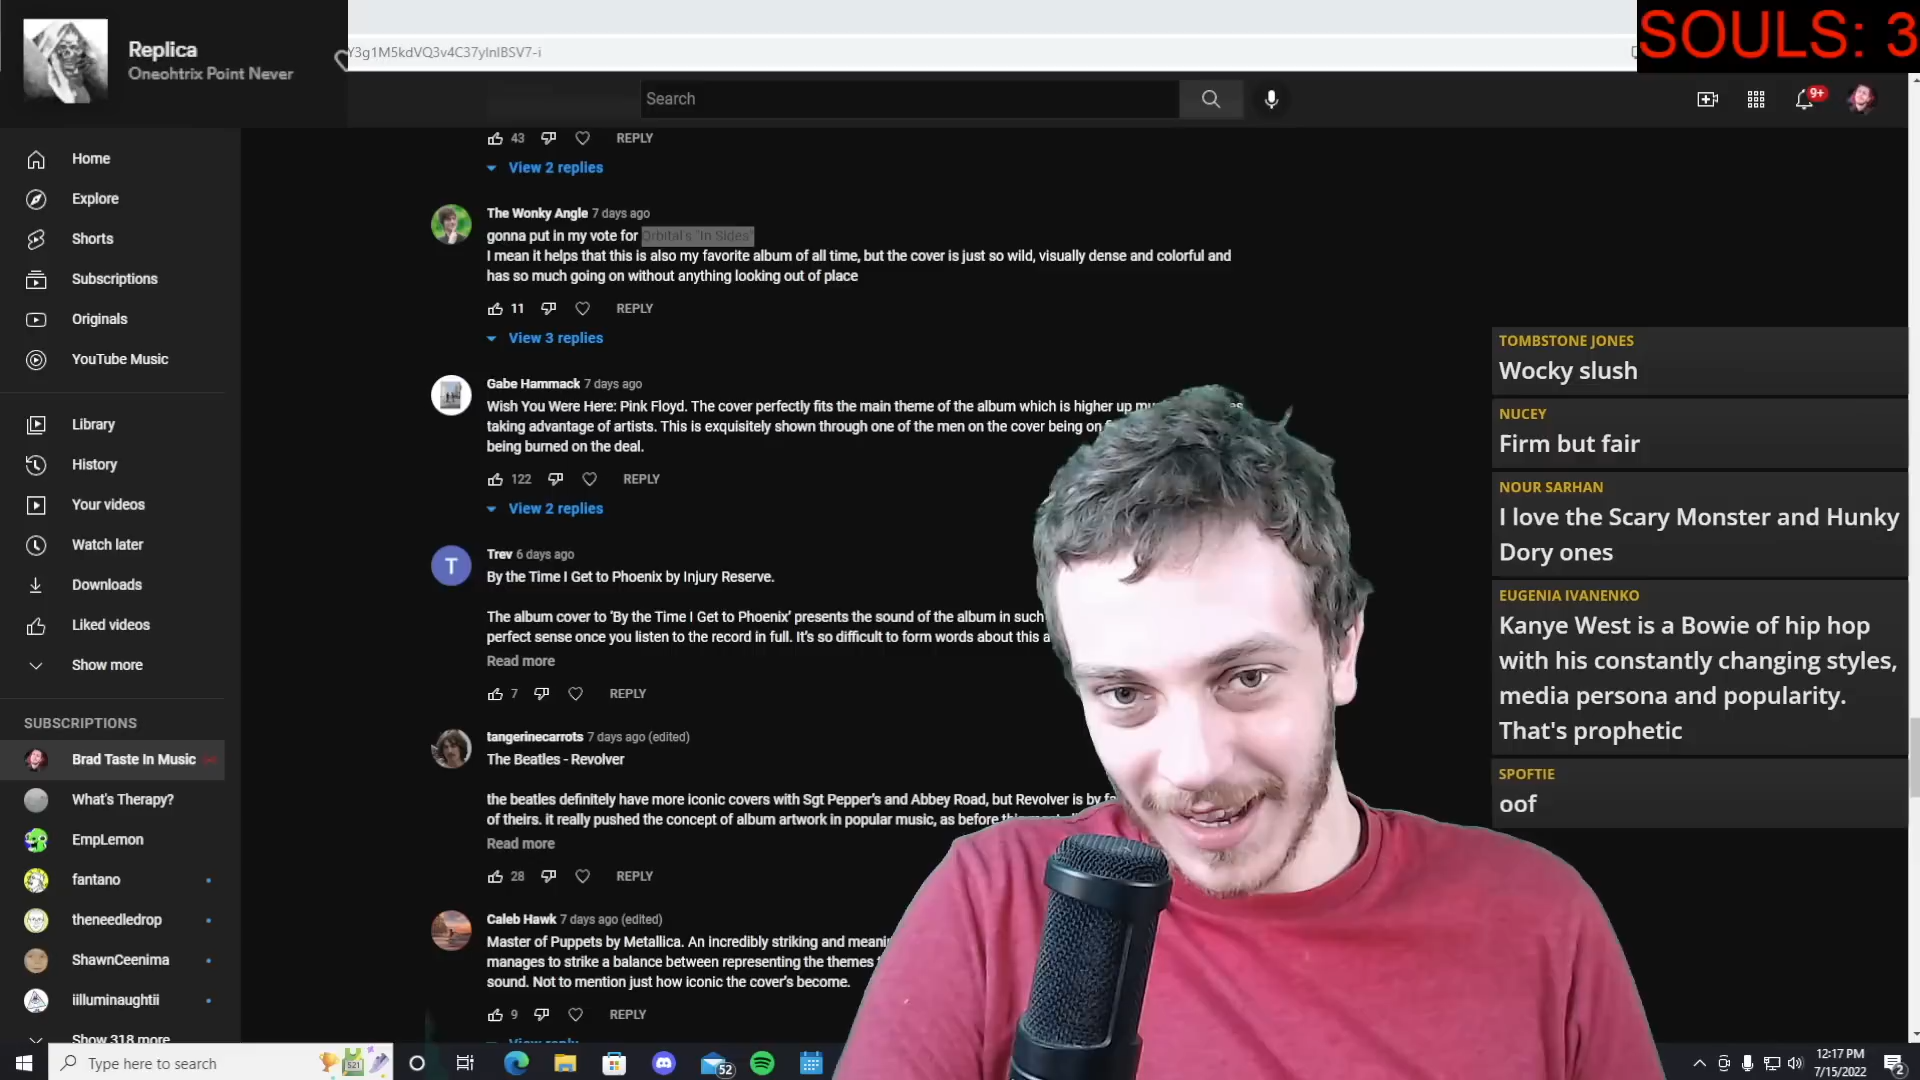 Replica
Oneohtrix Point Never
Y3g1M5kdVQ3v4C37ylnIBSV7-i
SOULS: 3
Search
9+
Home
Explore
Shorts
Subscriptions
Originals
YouTube Music
Library
History
Your videos
Watch later
Downloads
Liked videos
Show more
SUBSCRIPTIONS
Brad Taste In Music
What's Therapy?
EmpLemon
fantano
theneedledrop
ShawnCeenima
iilluminaughtii
Show 318 more
43 REPLY
View 2 replies
The Wonky Angle 7 days ago
gonna put in my vote for Orbital's "In Sides"
I mean it helps that this is also my favorite album of all time, but the cover is just so wild, visually dense and colorful and
has so much going on without anything looking out of place
11 REPLY
View 3 replies
Gabe Hammack 7 days ago
Wish You Were Here: Pink Floyd. The cover perfectly fits the main theme of the album which is higher up
taking advantage of artists. This is exquisitely shown through one of the men on the cover being on
being burned on the deal.
122 REPLY
View 2 replies
T
Trev 6 days ago
By the Time I Get to Phoenix by Injury Reserve.
The album cover to 'By the Time I Get to Phoenix' presents the sound of the album in such
perfect sense once you listen to the record in full. It's so difficult to form words about this
Read more
7 REPLY
tangerinecarrots 7 days ago (edited)
The Beatles - Revolver
the beatles definitely have more iconic covers with Sgt Pepper's and Abbey Road, but Revolver is by
of theirs. it really pushed the concept of album artwork in popular music, as before
Read more
28 REPLY
Caleb Hawk 7 days ago (edited)
Master of Puppets by Metallica. An incredibly striking and
manages to strike a balance between representing the themes
sound. Not to mention just how iconic the cover's become.
9 REPLY
View reply
TOMBSTONE JONES
Wocky slush
NUCEY
Firm but fair
NOUR SARHAN
I love the Scary Monster and Hunky
Dory ones
EUGENIA IVANENKO
Kanye West is a Bowie of hip hop
with his constantly changing styles,
media persona and popularity.
That's prophetic
SPOFTIE
oof
Type here to search
52
12:17 PM
7/15/2022
2